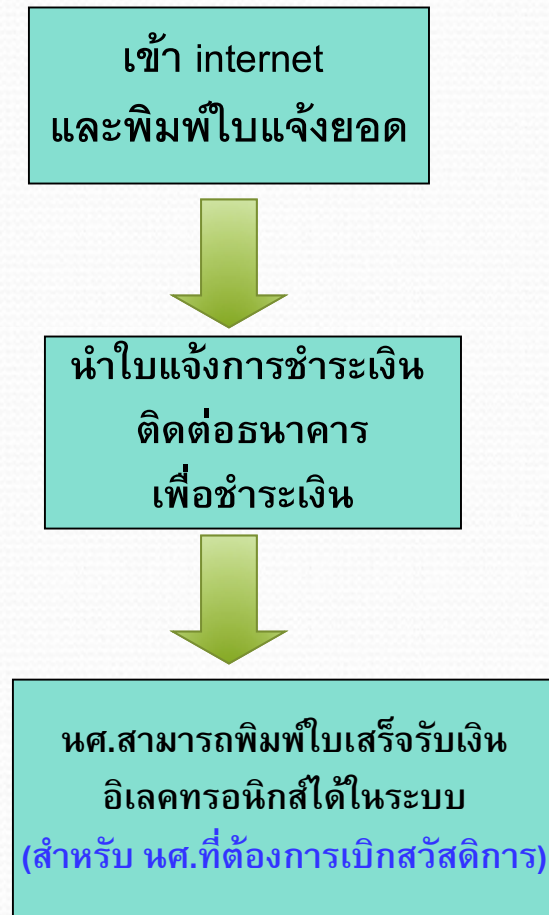 เข้า internet
และพิมพ์ใบแจ้งยอด
นำใบแจ้งการชำระเงิน
ติดต่อธนาคาร
เพื่อชำระเงิน
นศ.สามารถพิมพ์ใบเสร็จรับเงิน
อิเลคทรอนิกส์ได้ในระบบ
(สำหรับ นศ.ที่ต้องการเบิกสวัสดิการ)